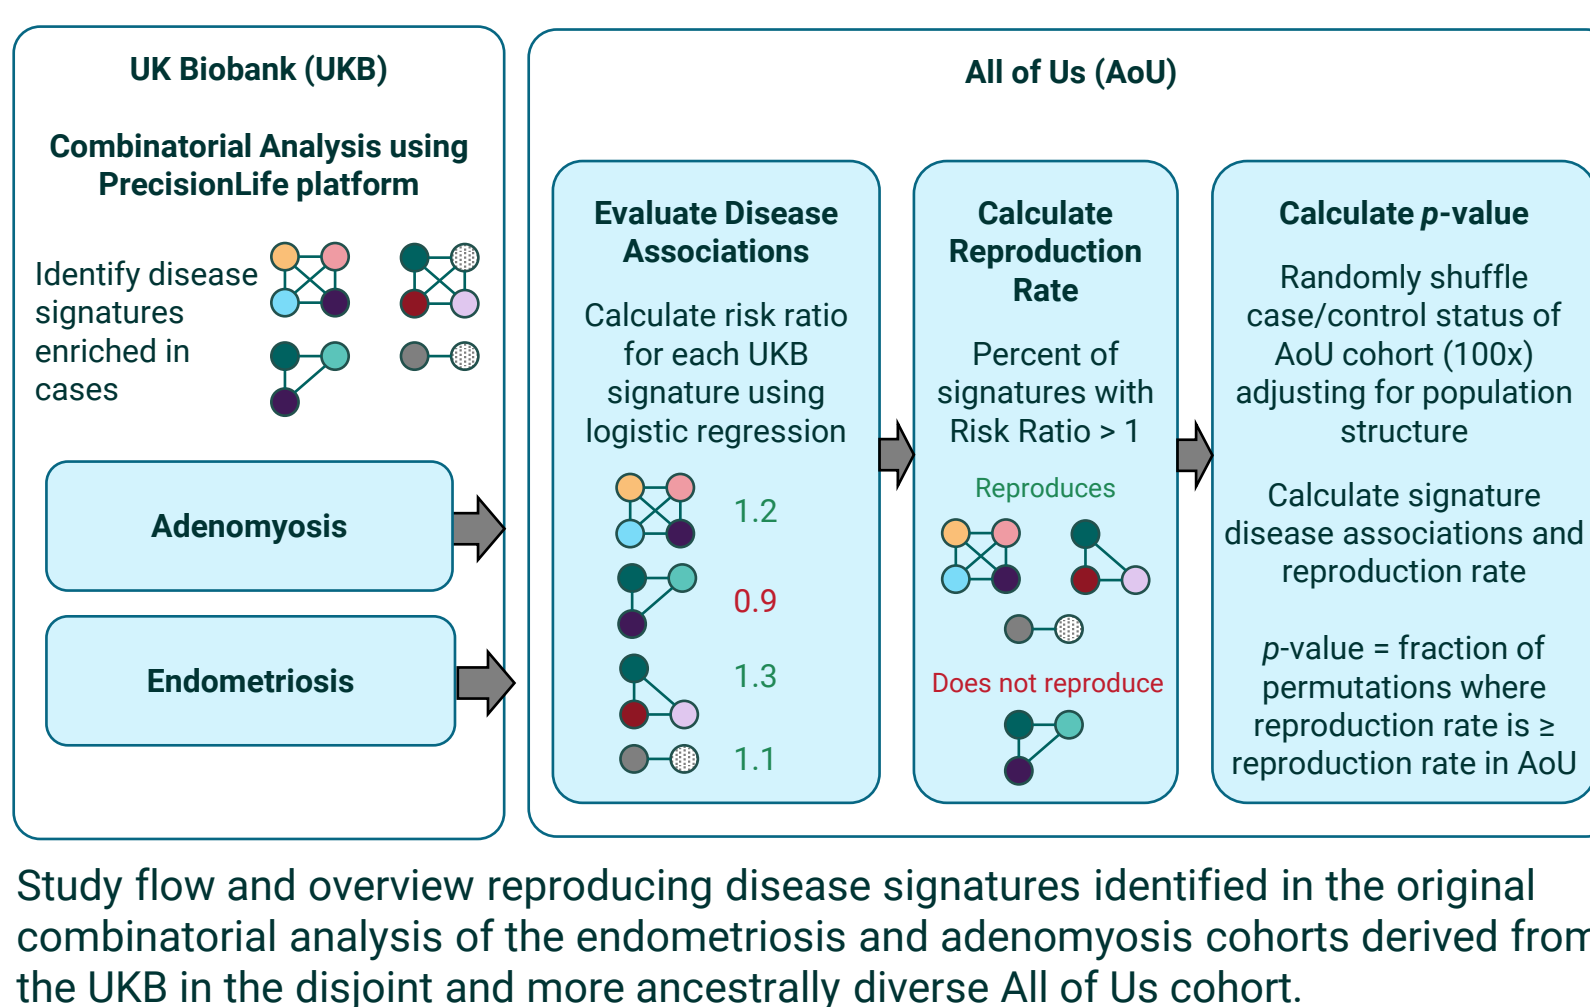 UK Biobank (UKB)
Combinatorial Analysis using
PrecisionLife platform
Identify disease
signatures
enriched in
cases
Adenomyosis
Endometriosis
All of Us (AoU)
Evaluate Disease
Associations
Calculate risk ratio
for each UKB
signature using
logistic regression
1.2
0.9
1.3
1.1
Calculate
Reproduction
Rate
Percent of
signatures with
Risk Ratio > 1
Reproduces
Does not reproduce
Calculate p-value
Randomly shuffle
case/control status of
AoU cohort (100x)
adjusting for population
structure
Calculate signature
disease associations and
reproduction rate
p-value = fraction of
permutations where
reproduction rate is ≥
reproduction rate in AoU
Study flow and overview reproducing disease signatures identified in the original
combinatorial analysis of the endometriosis and adenomyosis cohorts derived from
the UKB in the disjoint and more ancestrally diverse All of Us cohort.